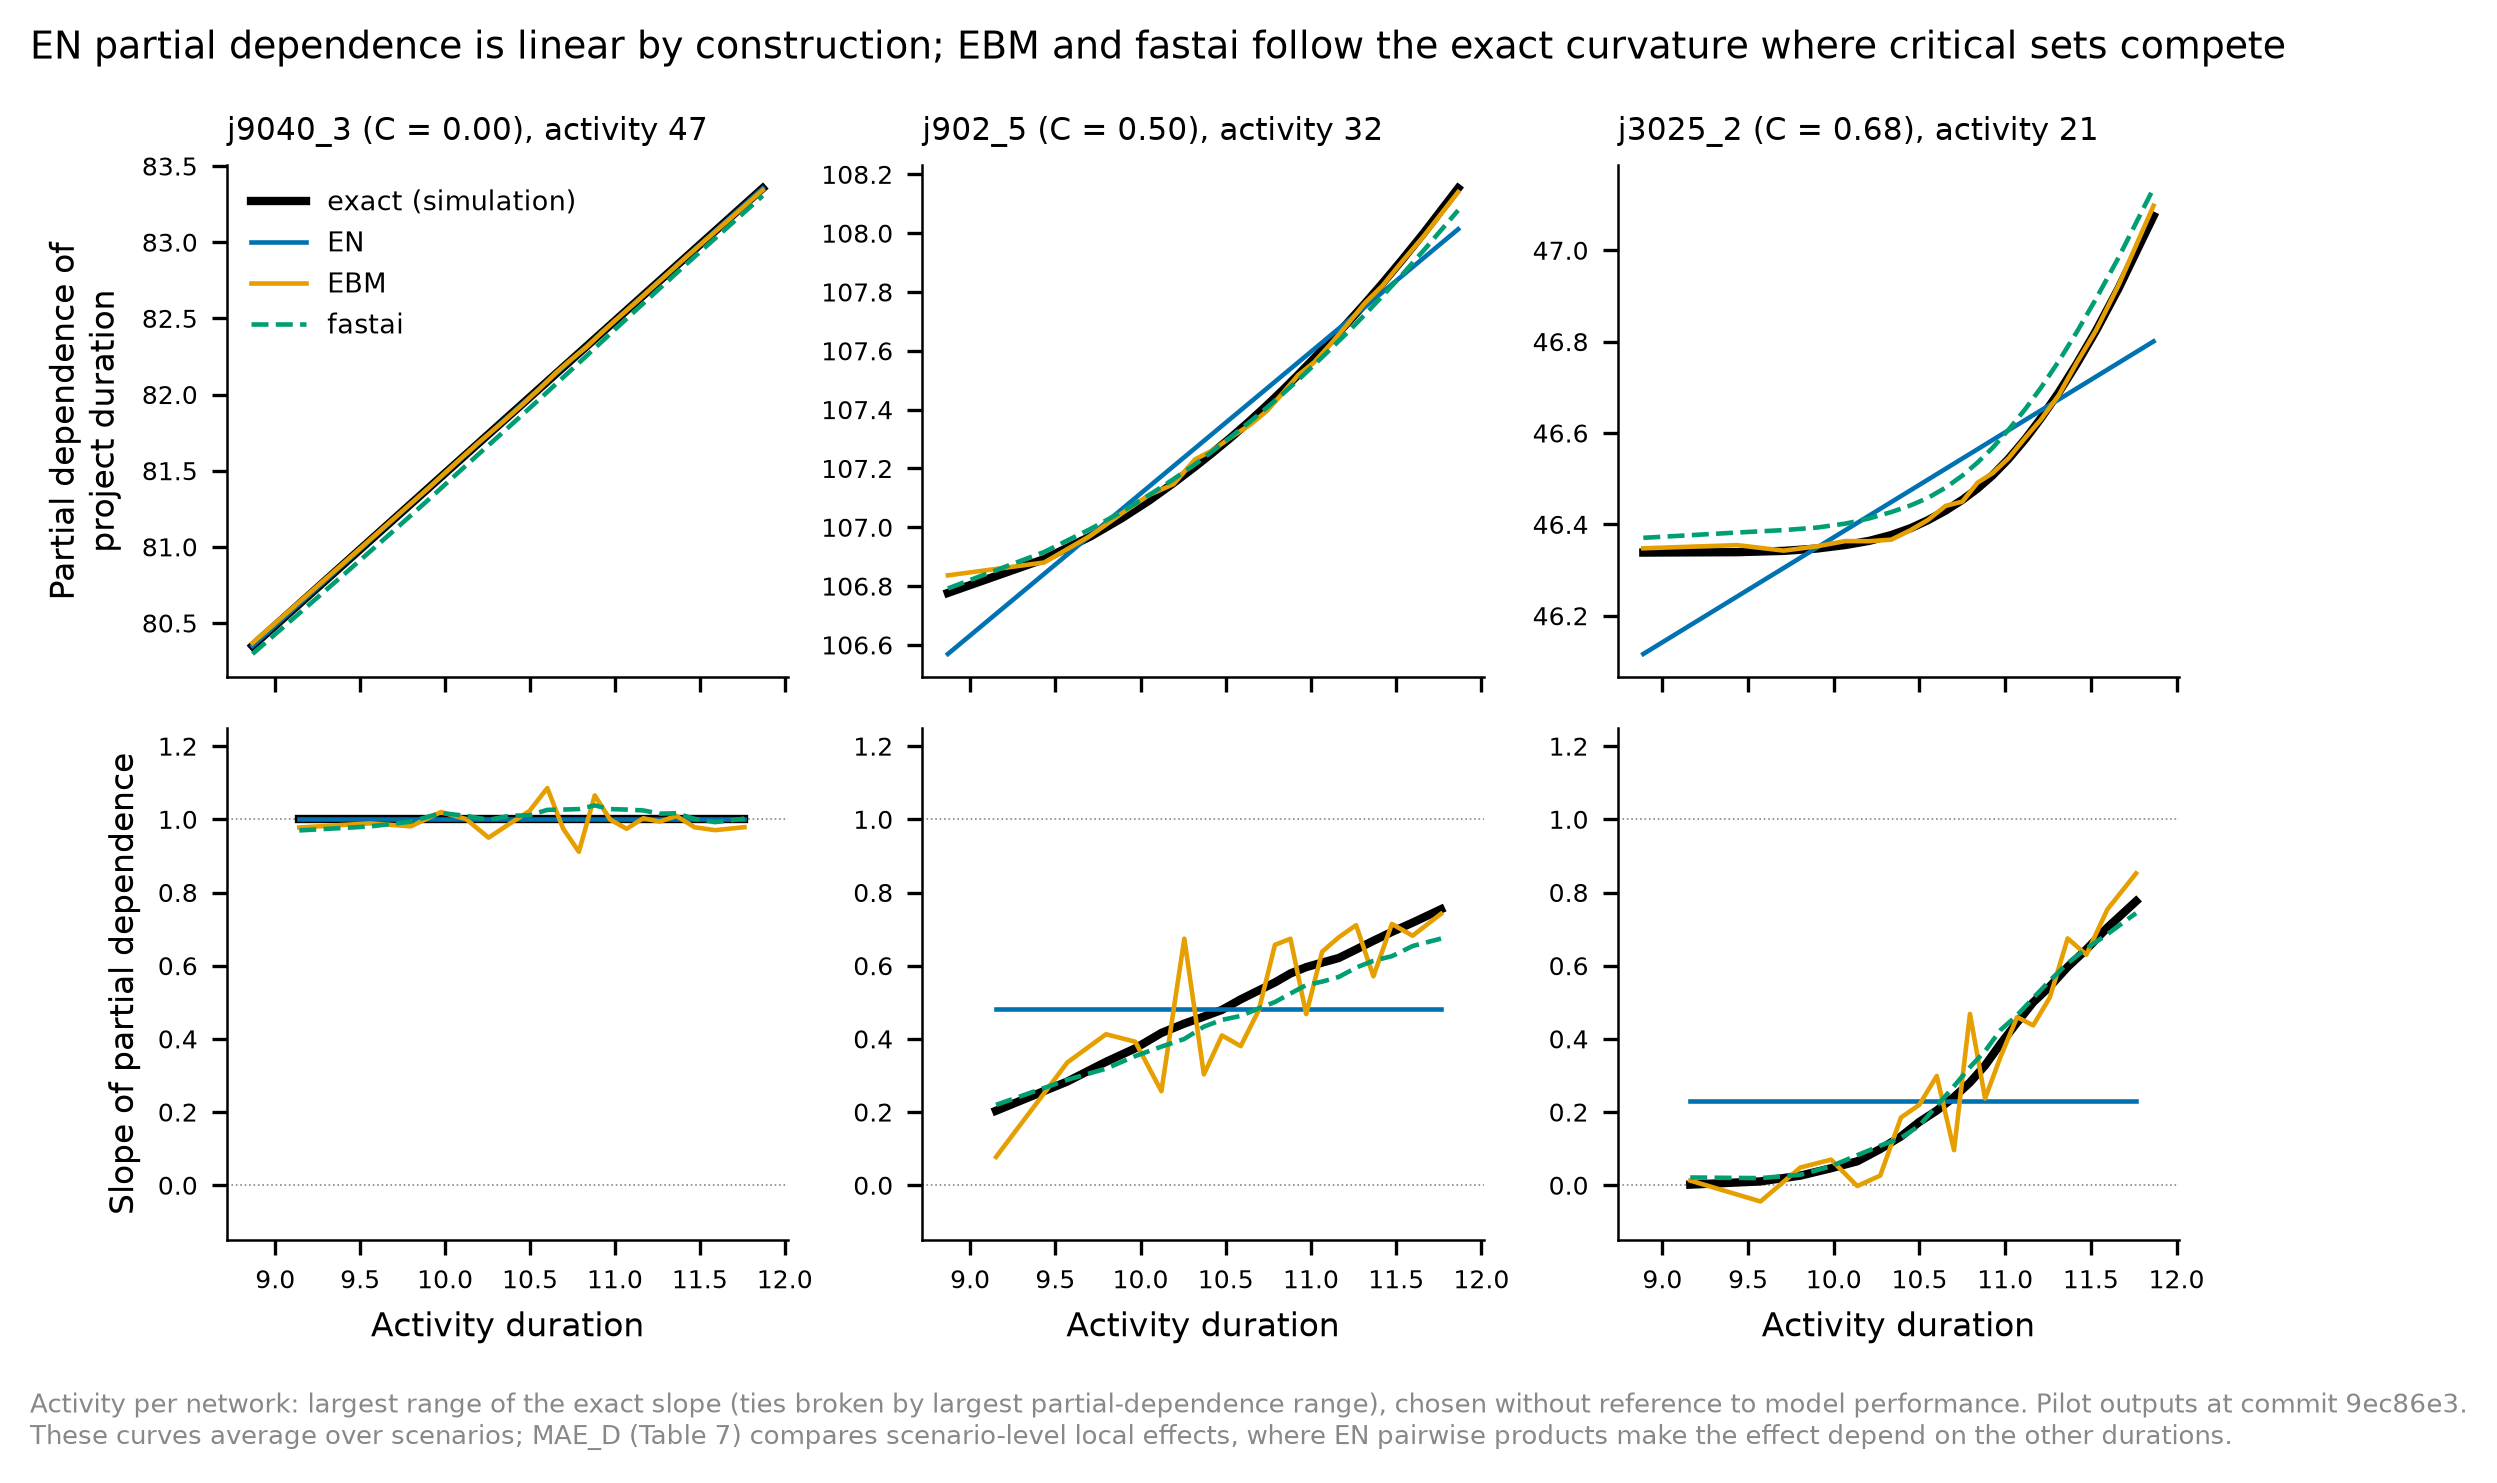 EN partial dependence is linear by construction; EBM and fastai follow the exact curvature where critical sets compete
j9040_3 (C = 0.00), activity 47
j902_5 (C = 0.50), activity 32
j3025_2 (C = 0.68), activity 21
Partial dependence of
project duration
83.5
83.0
82.5
82.0
81.5
81.0
80.5
exact (simulation)
EN
EBM
fastai
108.2
108.0
107.8
107.6
107.4
107.2
107.0
106.8
106.6
47.0
46.8
46.6
46.4
46.2
Slope of partial dependence
1.2
1.0
0.8
0.6
0.4
0.2
0.0
1.2
1.0
0.8
0.6
0.4
0.2
0.0
1.2
1.0
0.8
0.6
0.4
0.2
0.0
9.0 9.5 10.0 10.5 11.0 11.5 12.0
9.0 9.5 10.0 10.5 11.0 11.5 12.0
9.0 9.5 10.0 10.5 11.0 11.5 12.0
Activity duration
Activity duration
Activity duration
Activity per network: largest range of the exact slope (ties broken by largest partial-dependence range), chosen without reference to model performance. Pilot outputs at commit 9ec86e3.
These curves average over scenarios; MAE_D (Table 7) compares scenario-level local effects, where EN pairwise products make the effect depend on the other durations.